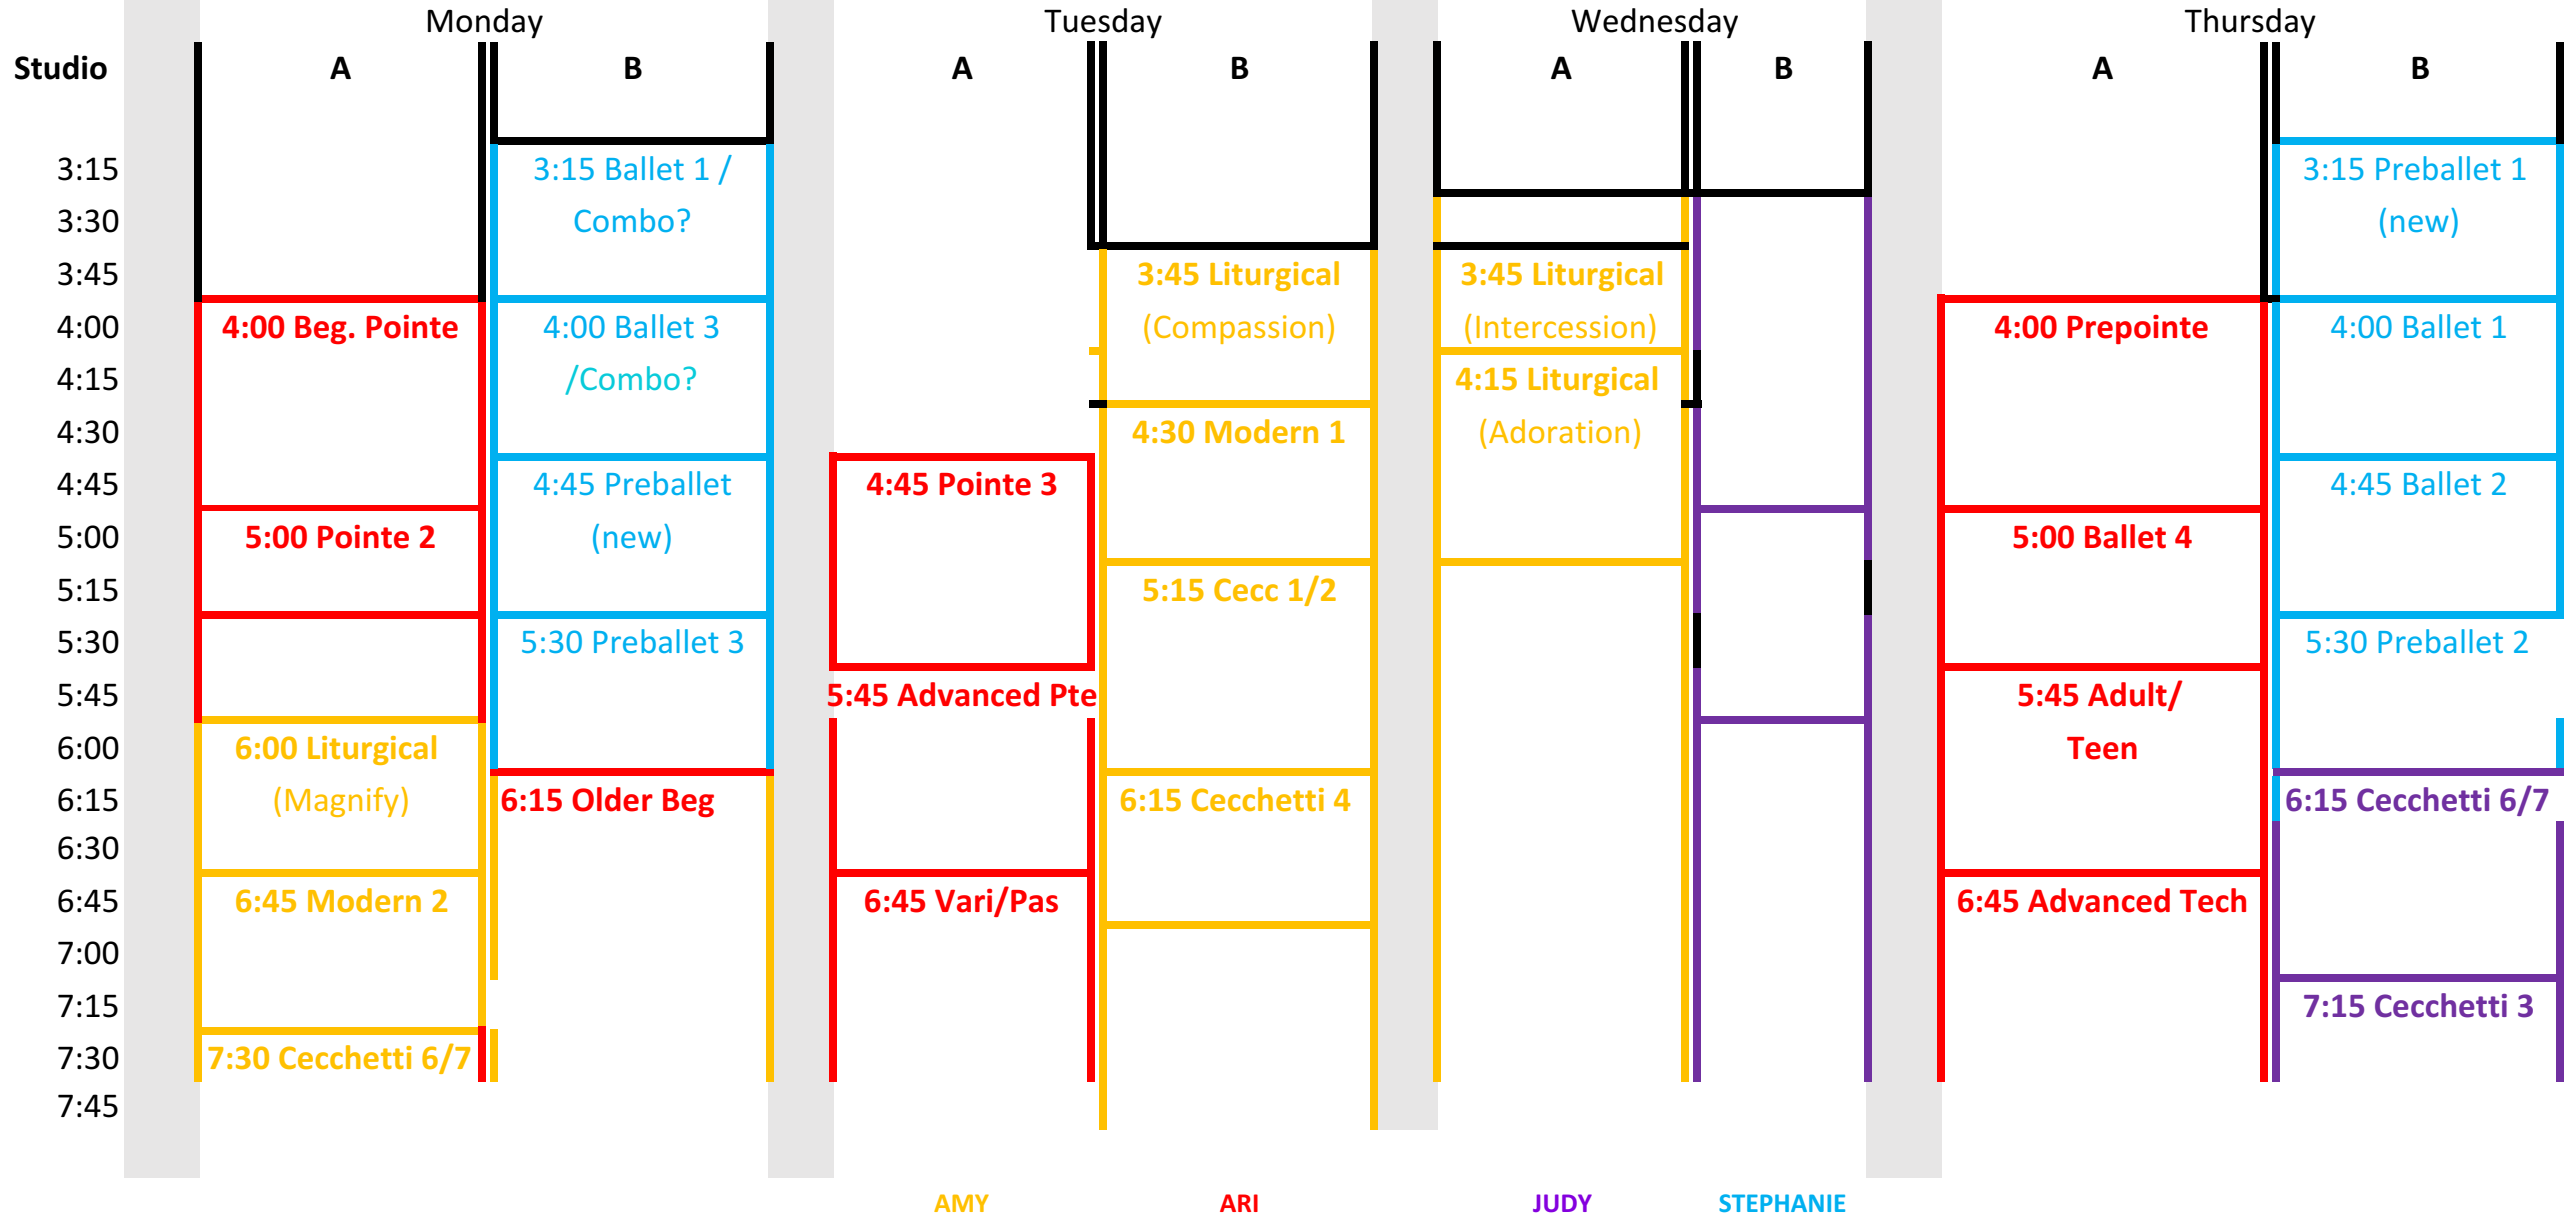 Monday Tuesday Wednesday Thursday
Studio A B A B A B A B
3:15 3:15 Ballet 1 / 3:15 Preballet 1
3:30 Combo? (new)
3:45 3:45 Liturgical 3:45 Liturgical
4:00 4:00 Beg. Pointe 4:00 Ballet 3 (Compassion) (Intercession) 4:00 Prepointe 4:00 Ballet 1
4:15 /Combo? 4:15 Liturgical
4:30 4:30 Modern 1 (Adoration)
4:45 4:45 Preballet 4:45 Pointe 3 4:45 Ballet 2
5:00 5:00 Pointe 2 (new) 5:00 Ballet 4
5:15 5:15 Cecc 1/2
5:30 5:30 Preballet 3 5:30 Preballet 2
5:45 5:45 Advanced Pte 5:45 Adult/
6:00 6:00 Liturgical Teen
6:15 (Magnify) 6:15 Older Beg 6:15 Cecchetti 4 6:15 Cecchetti 6/7
6:30
6:45 6:45 Modern 2 6:45 Vari/Pas 6:45 Advanced Tech
7:00
7:15 7:15 Cecchetti 3
7:30 7:30 Cecchetti 6/7
7:45
AMY ARI JUDY STEPHANIE